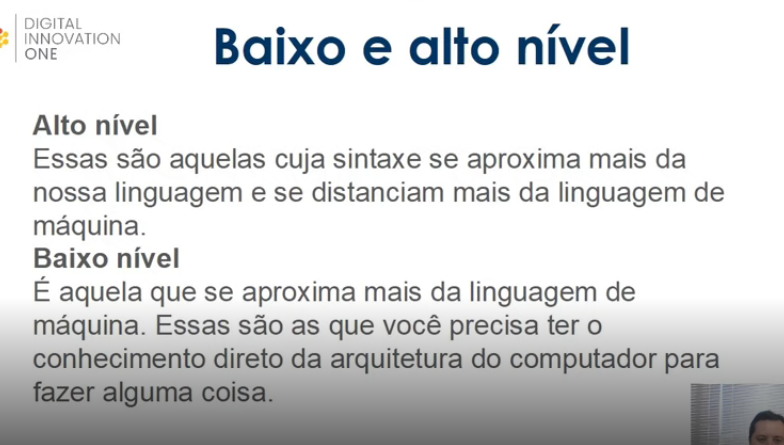 DIGITAL
INNOVATION
ONE
Baixo e alto nível
Alto nível
Essas são aquelas cuja sintaxe se aproxima mais da
nossa linguagem e se distanciam mais da linguagem de
máquina.
Baixo nível
É aquela que se aproxima mais da linguagem de
máquina. Essas são as que você precisa ter o
conhecimento direto da arquitetura do computador para
fazer alguma coisa.